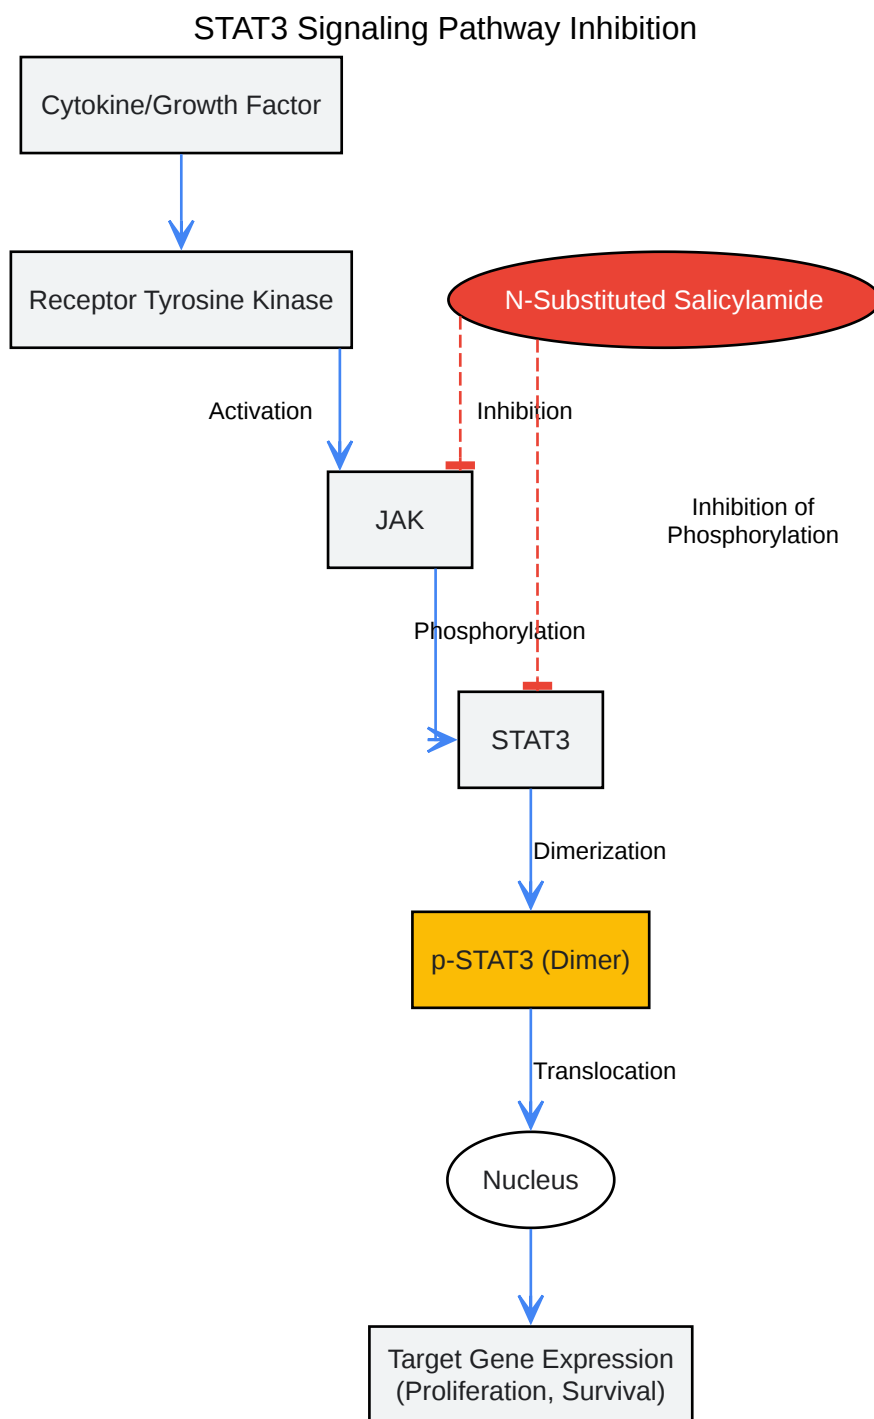 STAT3 Signaling Pathway Inhibition
Cytokine/Growth Factor
Receptor Tyrosine Kinase
N-Substituted Salicylamide
Activation
Inhibition
JAK
Inhibition of
Phosphorylation
Phosphorylation
STAT3
Dimerization
p-STAT3 (Dimer)
Translocation
Nucleus
Target Gene Expression
(Proliferation, Survival)